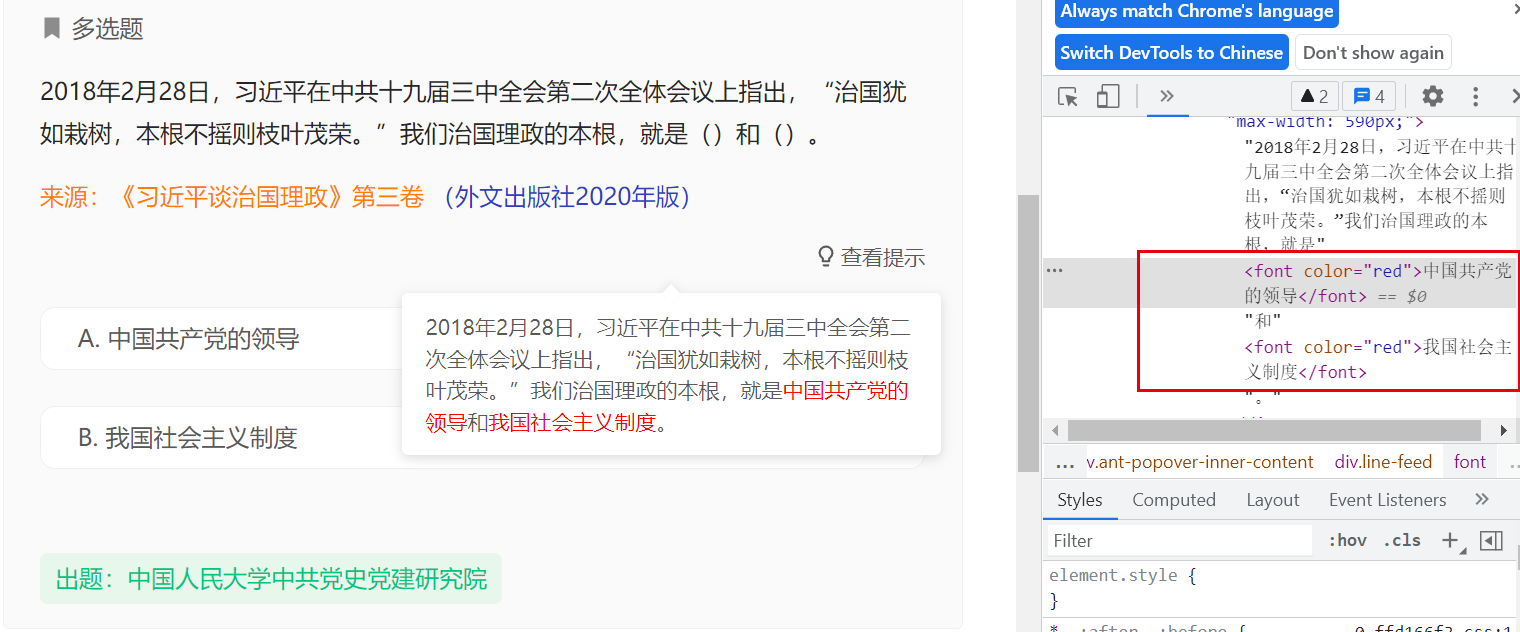 多选题
2018年2月28日，习近平在中共十九届三中全会第二次全体会议上指出，“治国犹
如栽树，本根不摇则枝叶茂荣。”我们治国理政的本根，就是（）和（）。
来源：《习近平谈治国理政》第三卷（外文出版社2020年版）
查看提示
A. 中国共产党的领导
B. 我国社会主义制度
2018年2月28日，习近平在中共十九届三中全会第二
次全体会议上指出，“治国犹如栽树，本根不摇则枝
叶茂荣。”我们治国理政的本根，就是中国共产党的
领导和我国社会主义制度。
出题：中国人民大学中共党史党建研究院
Always match Chrome's language
Switch DevTools to Chinese
Don't show again
2
4
"max-width: 590px;">
"2018年2月28日，习近平在中共十
九届三中全会第二次全体会议上指
出，“治国犹如栽树，本根不摇则
枝叶茂荣。”我们治国理政的本
根，就是"
<font color="red">中国共产党
的领导</font> == $0
"和"
<font color="red">我国社会主
义制度</font>
"。"
... v.ant-popover-inner-content div.line-feed font ..
Styles Computed Layout Event Listeners
Filter :hov .cls
element.style {
}